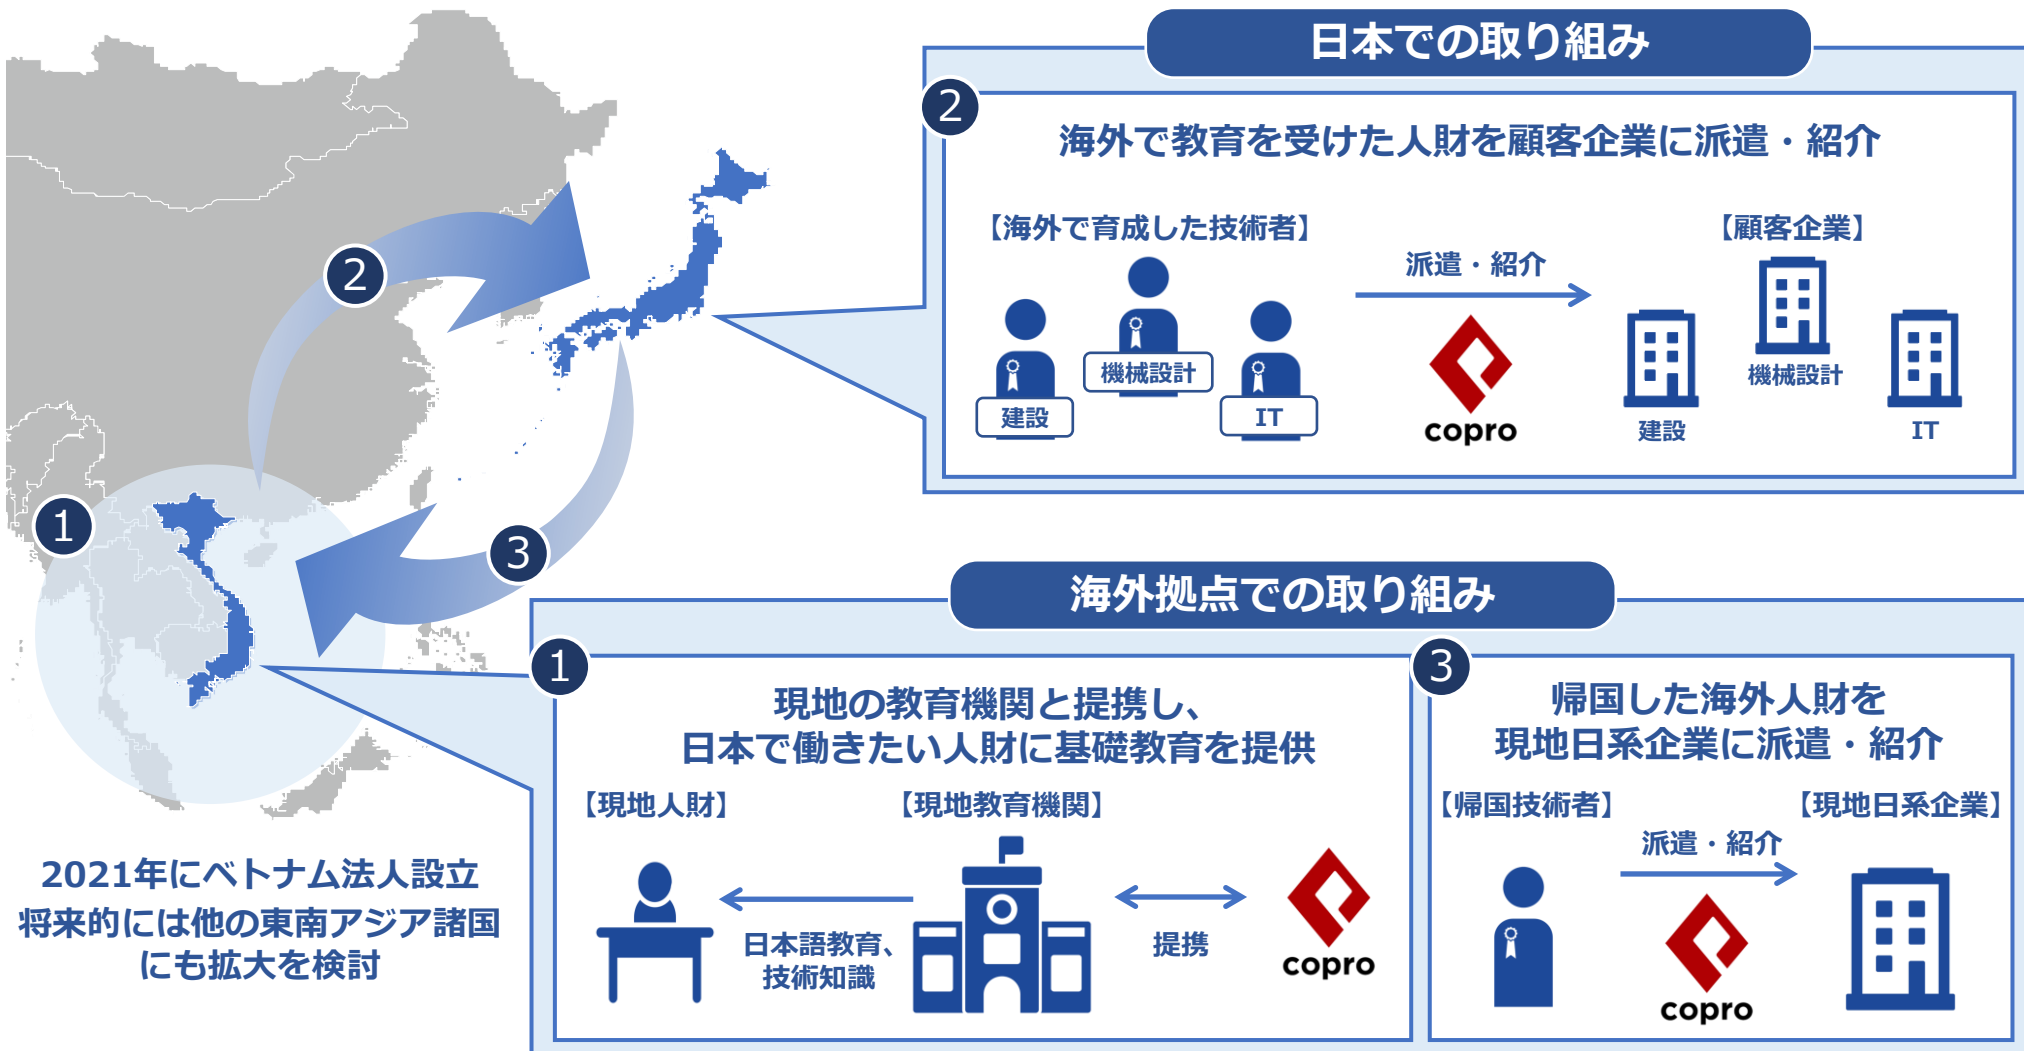 日本での取り組み
2
海外で教育を受けた人財を顧客企業に派遣・紹介
【海外で育成した技術者】
派遣・紹介
【顧客企業】
建設
機械設計
IT
copro
建設
機械設計
IT
2
1
3
海外拠点での取り組み
1
現地の教育機関と提携し、
日本で働きたい人財に基礎教育を提供
【現地人財】
【現地教育機関】
日本語教育、
技術知識
提携
copro
3
帰国した海外人財を
現地日系企業に派遣・紹介
【帰国技術者】
派遣・紹介
【現地日系企業】
copro
2021年にベトナム法人設立
将来的には他の東南アジア諸国
にも拡大を検討